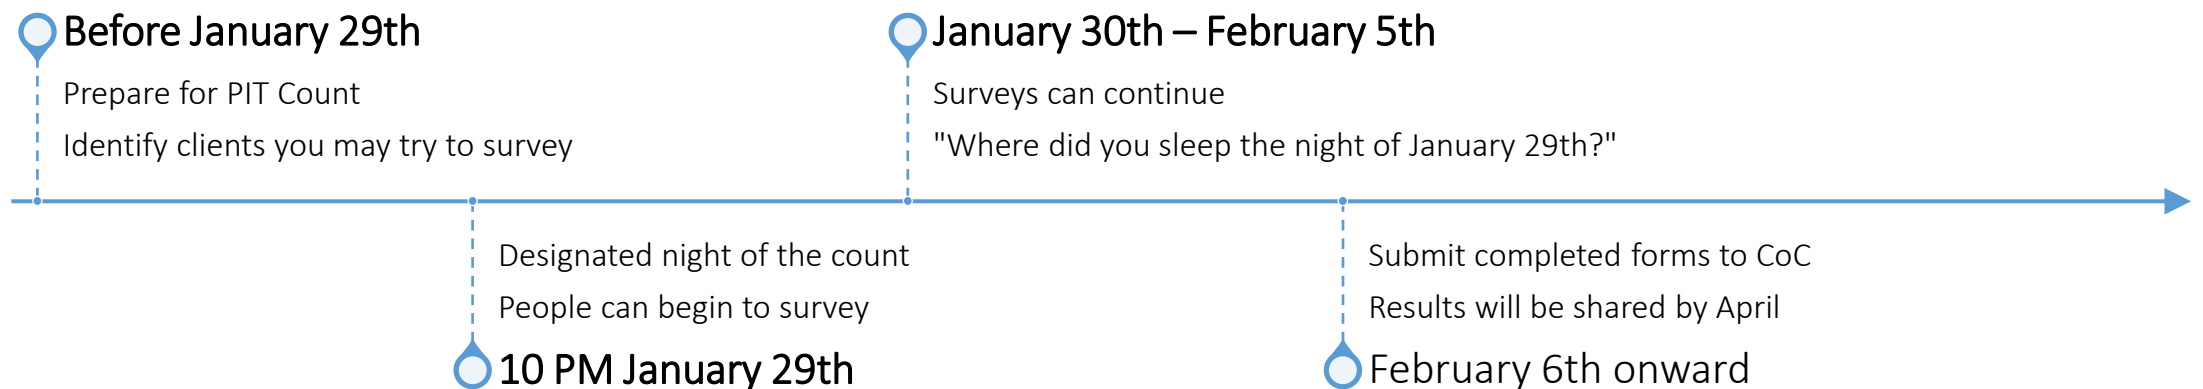 Before January 29th
Prepare for PIT Count
Identify clients you may try to survey
Designated night of the count
People can begin to survey
10 PM January 29th
January 30th – February 5th
Surveys can continue
"Where did you sleep the night of January 29th?"
Submit completed forms to CoC
Results will be shared by April
February 6th onward